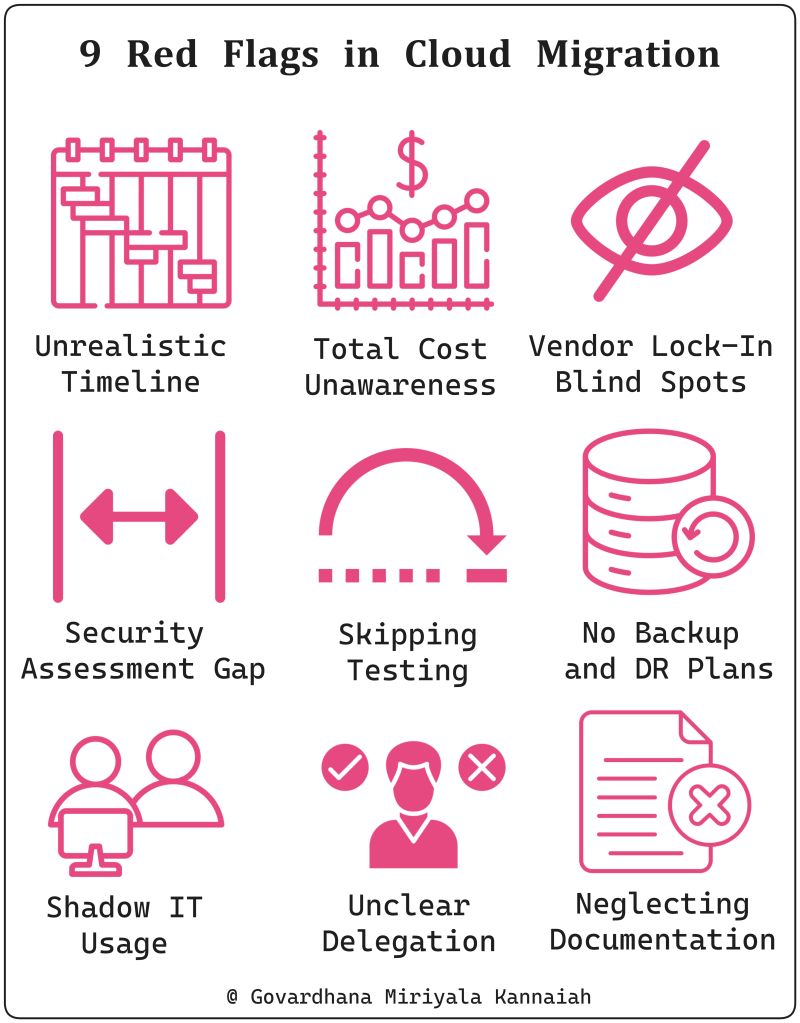 9 Red Flags in Cloud Migration
Unrealistic
Timeline
Total Cost
Unawareness
Vendor Lock-In
Blind Spots
Security
Assessment Gap
Skipping
Testing
No Backup
and DR Plans
Shadow IT
Usage
Unclear
Delegation
Neglecting
Documentation
@ Govardhana Miriyala Kannaiah